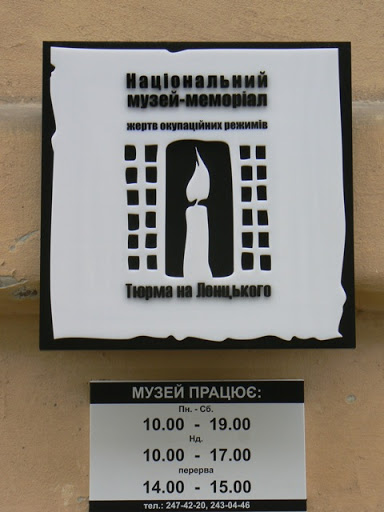 Національний
музей-меморіал
жертв окупаційних режимів
Тюрма на Лонцького
МУЗЕЙ ПРАЦЮЄ:
Пн. - Сб.
10.00 - 19.00
Нд.
10.00 - 17.00
перерва
14.00 - 15.00
тел.: 247-42-20, 243-04-46